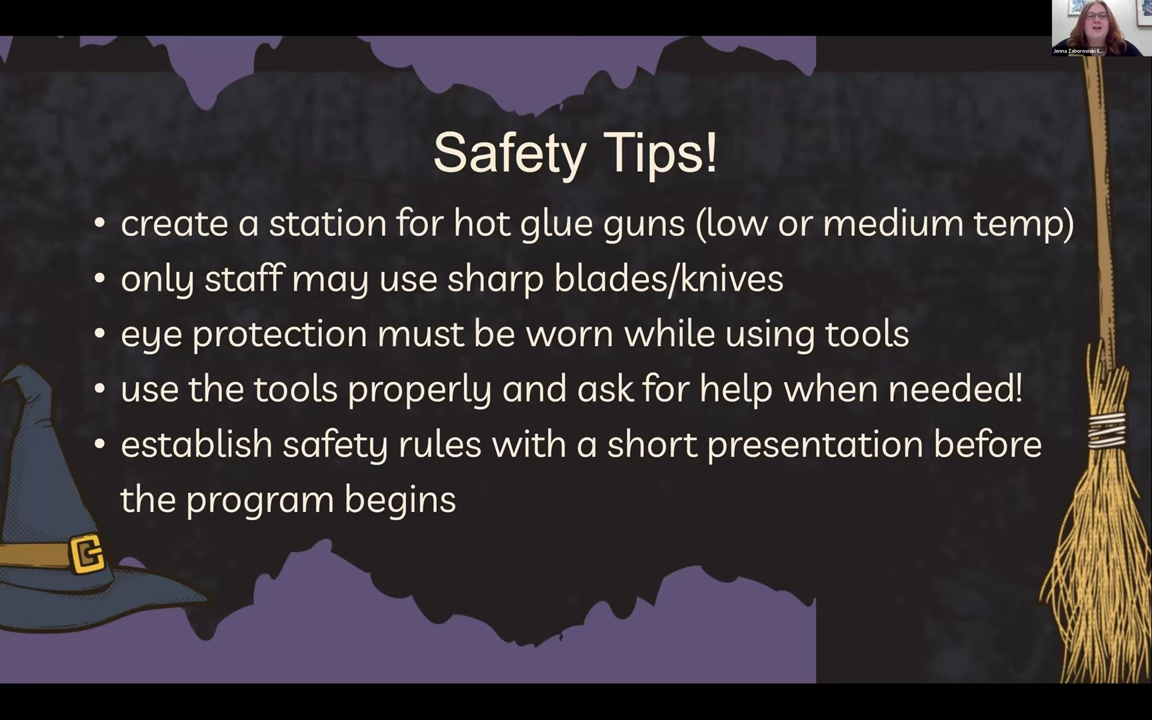 Jenna Zaborowski E...
Safety Tips!
• create a station for hot glue guns (low or medium temp)
• only staff may use sharp blades/knives
• eye protection must be worn while using tools
• use the tools properly and ask for help when needed!
• establish safety rules with a short presentation before
the program begins